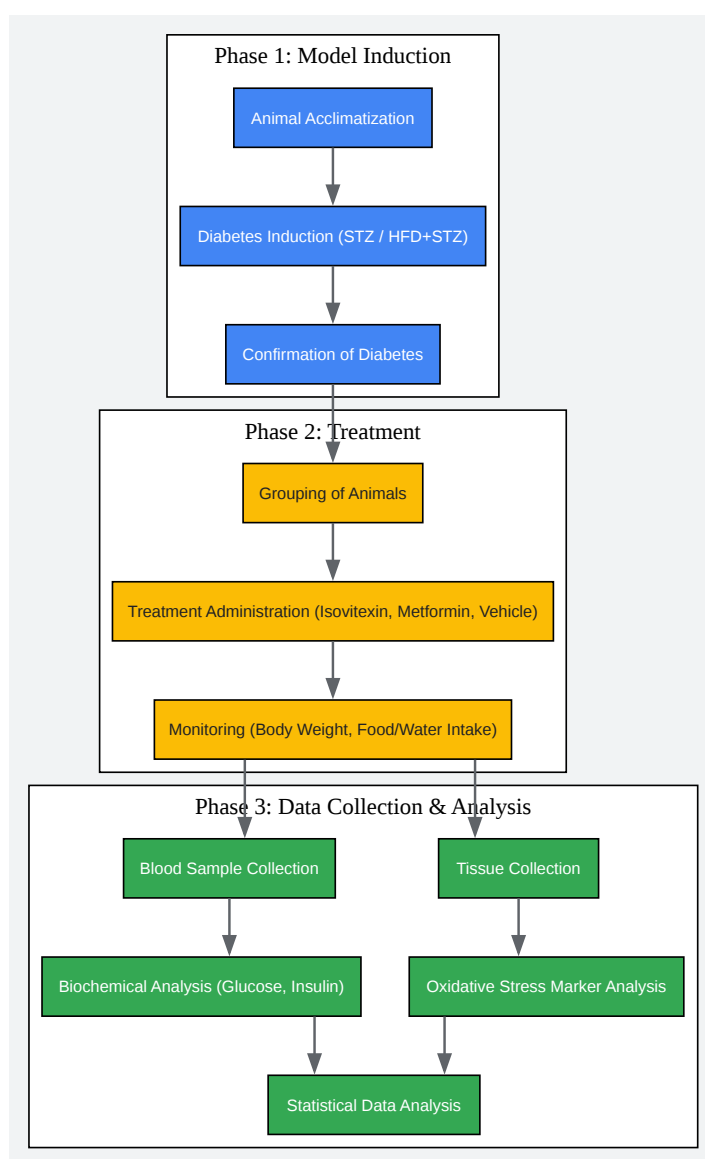 Phase 1: Model Induction
Animal Acclimatization
Diabetes Induction (STZ / HFD+STZ)
Confirmation of Diabetes
Phase 2: Treatment
Grouping of Animals
Treatment Administration (Isovitexin, Metformin, Vehicle)
Monitoring (Body Weight, Food/Water Intake)
Phase 3: Data Collection & Analysis
Blood Sample Collection
Tissue Collection
Biochemical Analysis (Glucose, Insulin)
Oxidative Stress Marker Analysis
Statistical Data Analysis